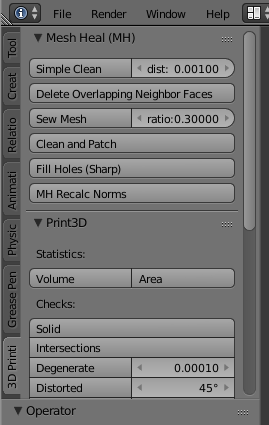 File Render Window Help
Tool
Creat
Relatio
Animati
Physic
Grease Pen
3D Printi
Mesh Heal (MH)
Simple Clean dist: 0.00100
Delete Overlapping Neighbor Faces
Sew Mesh ratio:0.30000
Clean and Patch
Fill Holes (Sharp)
MH Recalc Norms
Print3D
Statistics:
Volume Area
Checks:
Solid
Intersections
Degenerate 0.00010
Distorted 45°
Operator